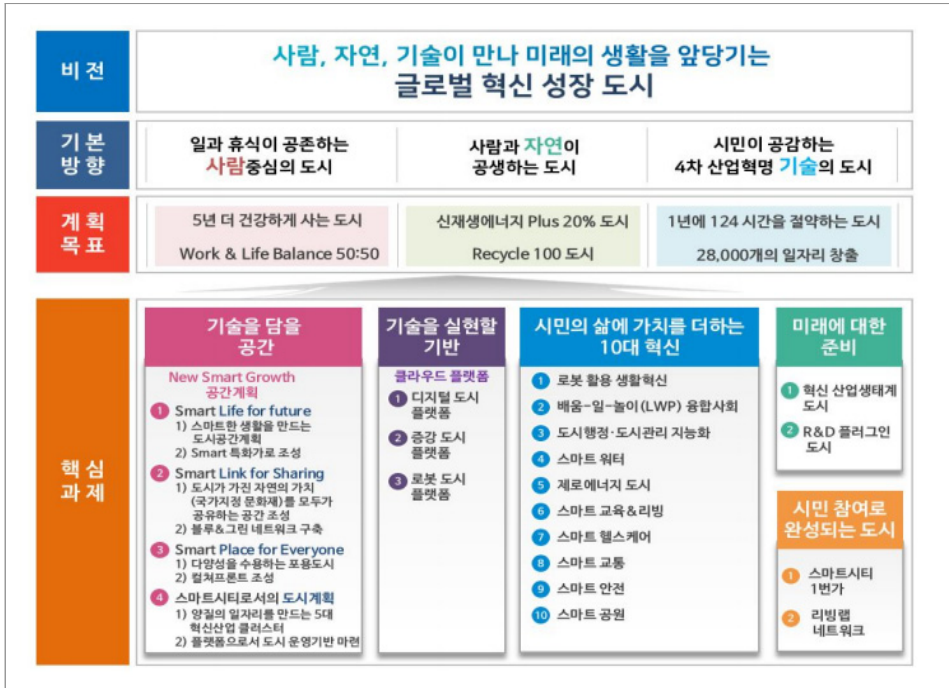 비 전
사람, 자연, 기술이 만나 미래의 생활을 앞당기는
글로벌 혁신 성장 도시
기 본
방 향
일과 휴식이 공존하는
사람중심의 도시
사람과 자연이
공생하는 도시
시민이 공감하는
4차 산업혁명 기술의 도시
계 획
목 표
5년 더 건강하게 사는 도시
Work & Life Balance 50:50
신재생에너지 Plus 20% 도시
Recycle 100 도시
1년에 124 시간을 절약하는 도시
28,000개의 일자리 창출
핵 심
과 제
기술을 담을
공간
New Smart Growth
공간계획
1 Smart Life for future
1) 스마트한 생활을 만드는
도시공간계획
2) Smart 특화가로 조성
2 Smart Link for Sharing
1) 도시가 가진 자연의 가치
(국가지정 문화재)를 모두가
공유하는 공간 조성
2) 블루&그린 네트워크 구축
3 Smart Place for Everyone
1) 다양성을 수용하는 포용도시
2) 컬쳐프론트 조성
4 스마트시티로서의 도시계획
1) 양질의 일자리를 만드는 5대
혁신산업 클러스터
2) 플랫폼으로서 도시 운영기반 마련
기술을 실현할
기반
클라우드 플랫폼
1 디지털 도시
플랫폼
2 증강 도시
플랫폼
3 로봇 도시
플랫폼
시민의 삶에 가치를 더하는
10대 혁신
1 로봇 활용 생활혁신
2 배움-일-놀이(LWP) 융합사회
3 도시행정·도시관리 지능화
4 스마트 워터
5 제로에너지 도시
6 스마트 교육&리빙
7 스마트 헬스케어
8 스마트 교통
9 스마트 안전
10 스마트 공원
미래에 대한
준비
1 혁신 산업생태계
도시
2 R&D 플러그인
도시
시민 참여로
완성되는 도시
1 스마트시티
1번가
2 리빙랩
네트워크